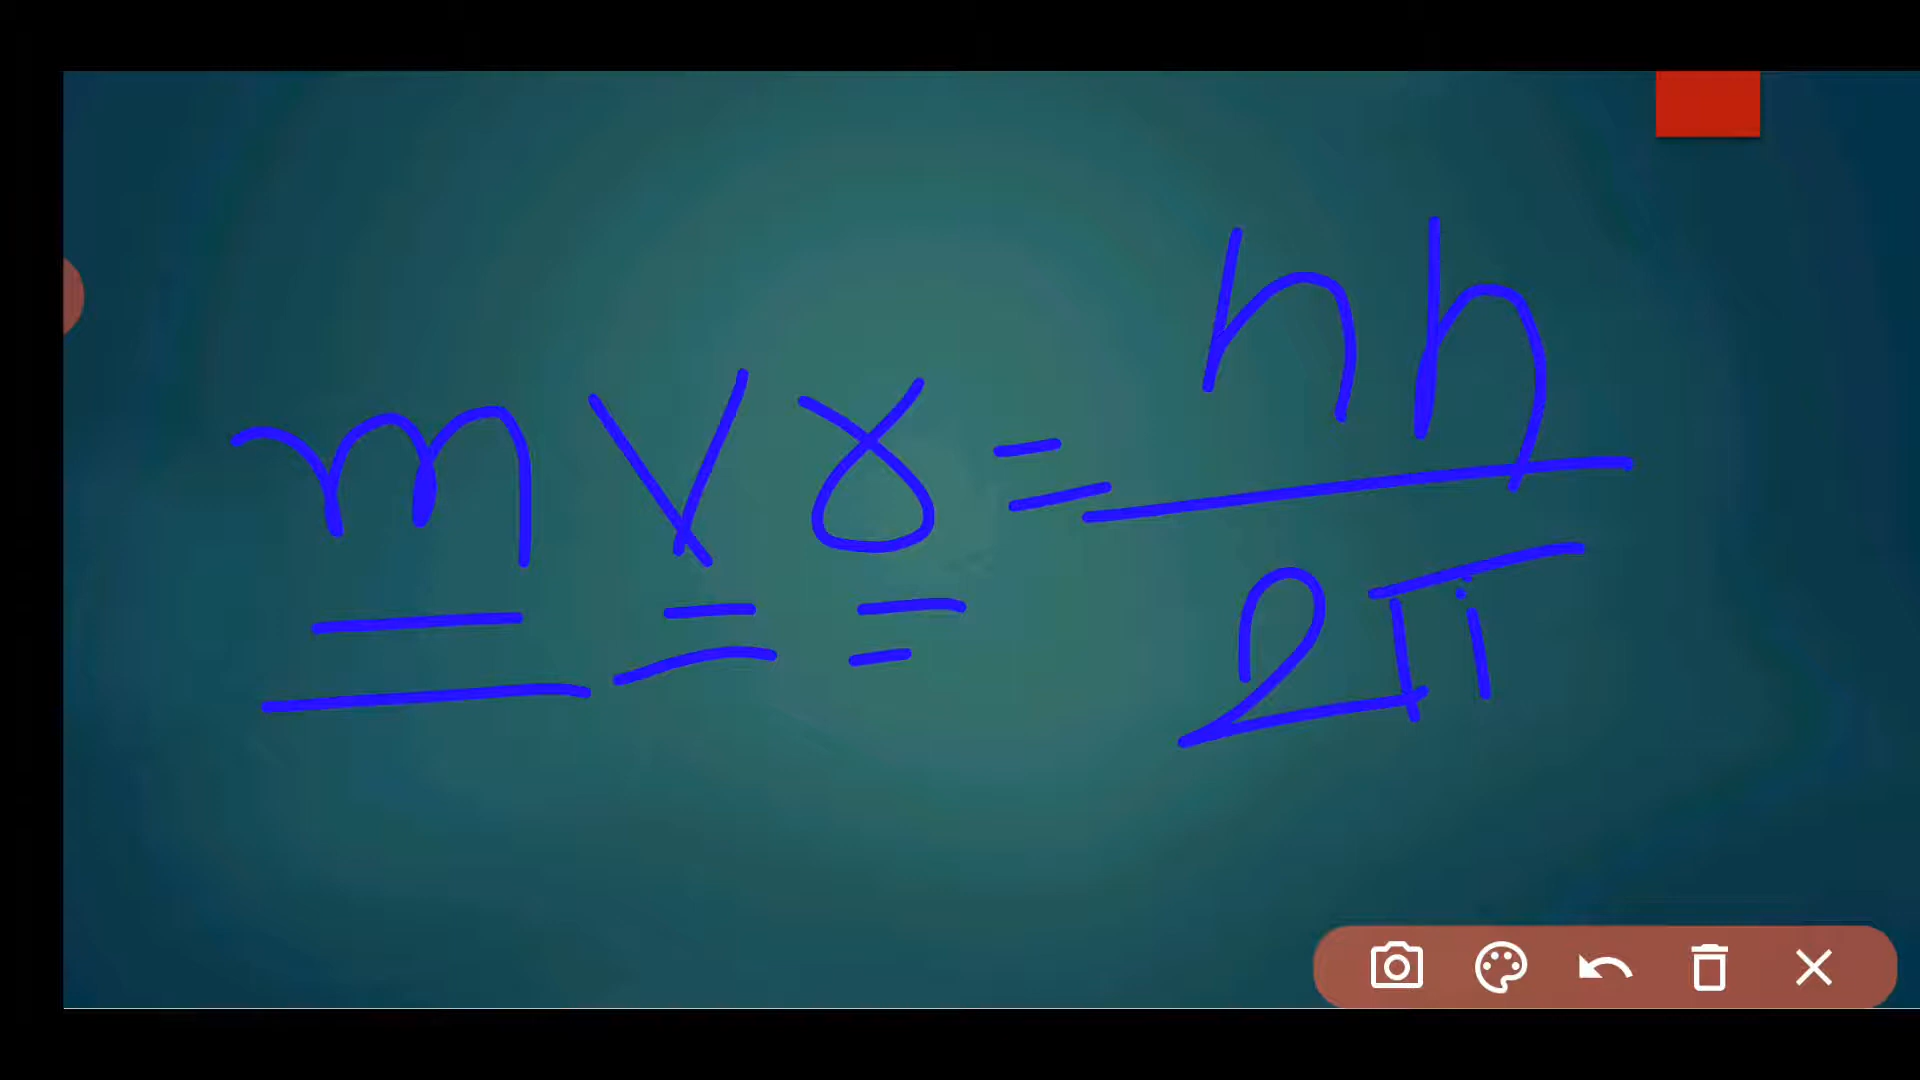 mvr = nh
2π